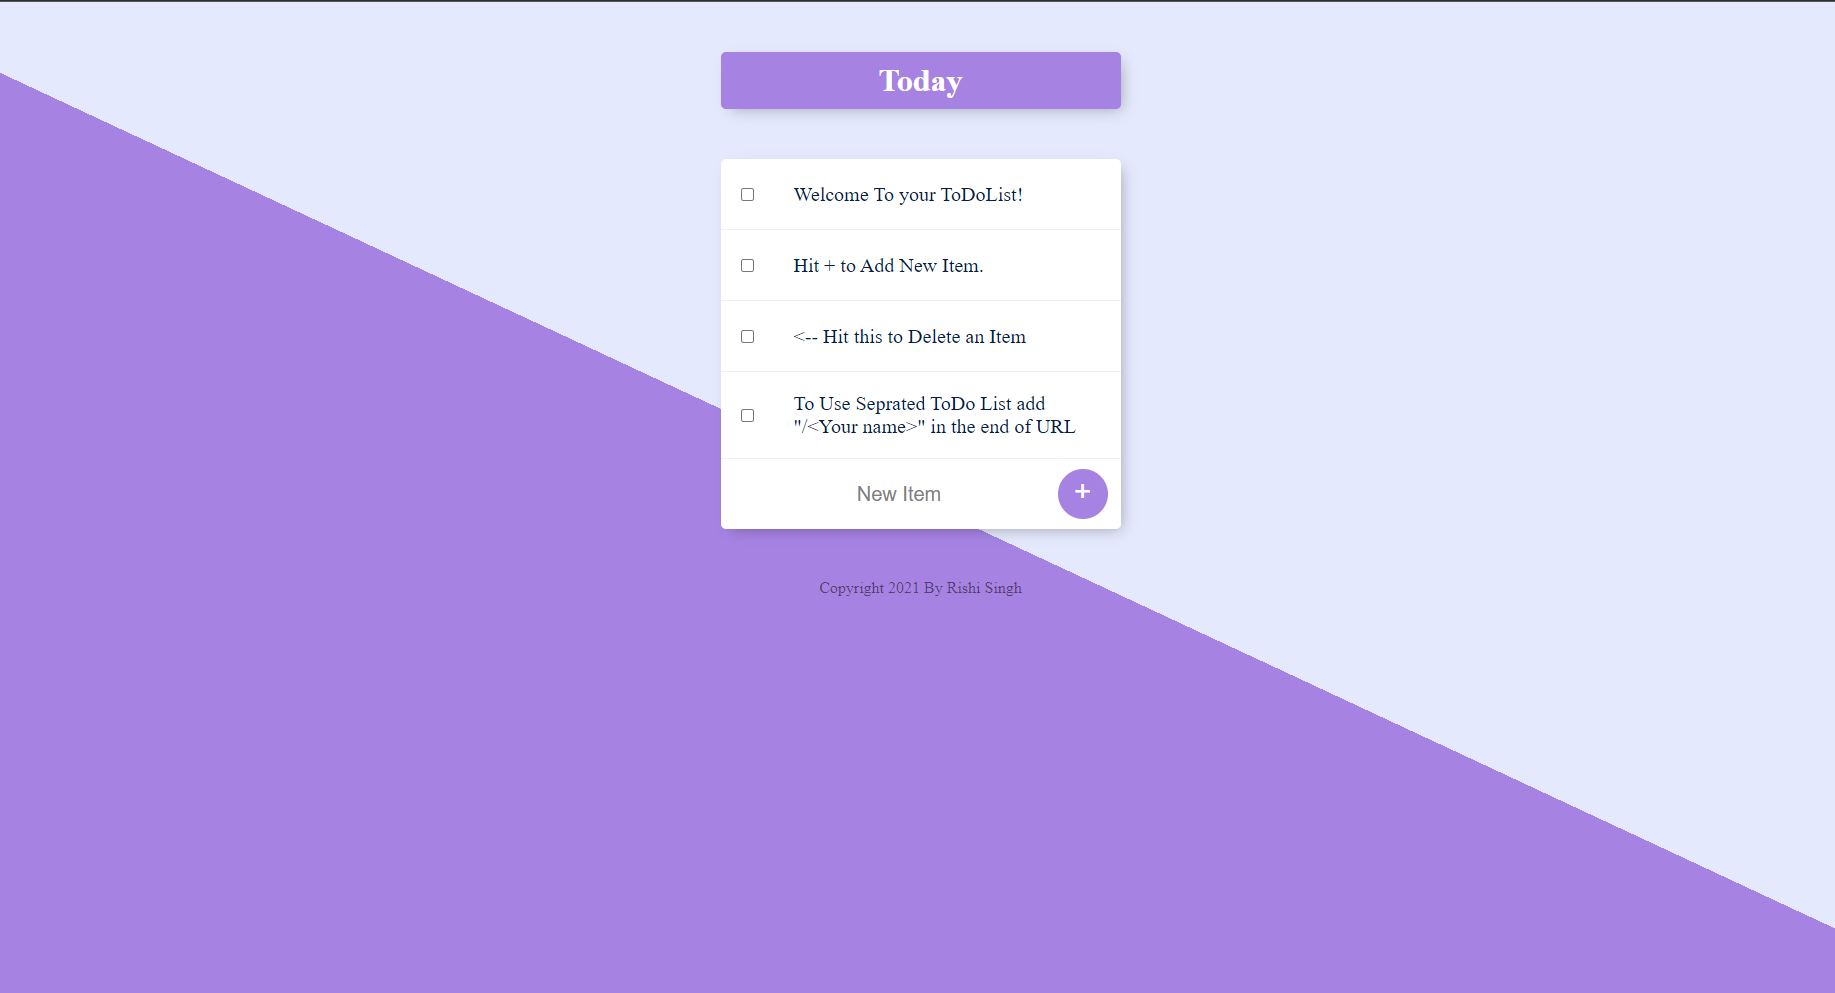 Today
Welcome To your ToDoList!
Hit + to Add New Item.
<-- Hit this to Delete an Item
To Use Seprated ToDo List add
"/<Your name>" in the end of URL
New Item
+
Copyright 2021 By Rishi Singh